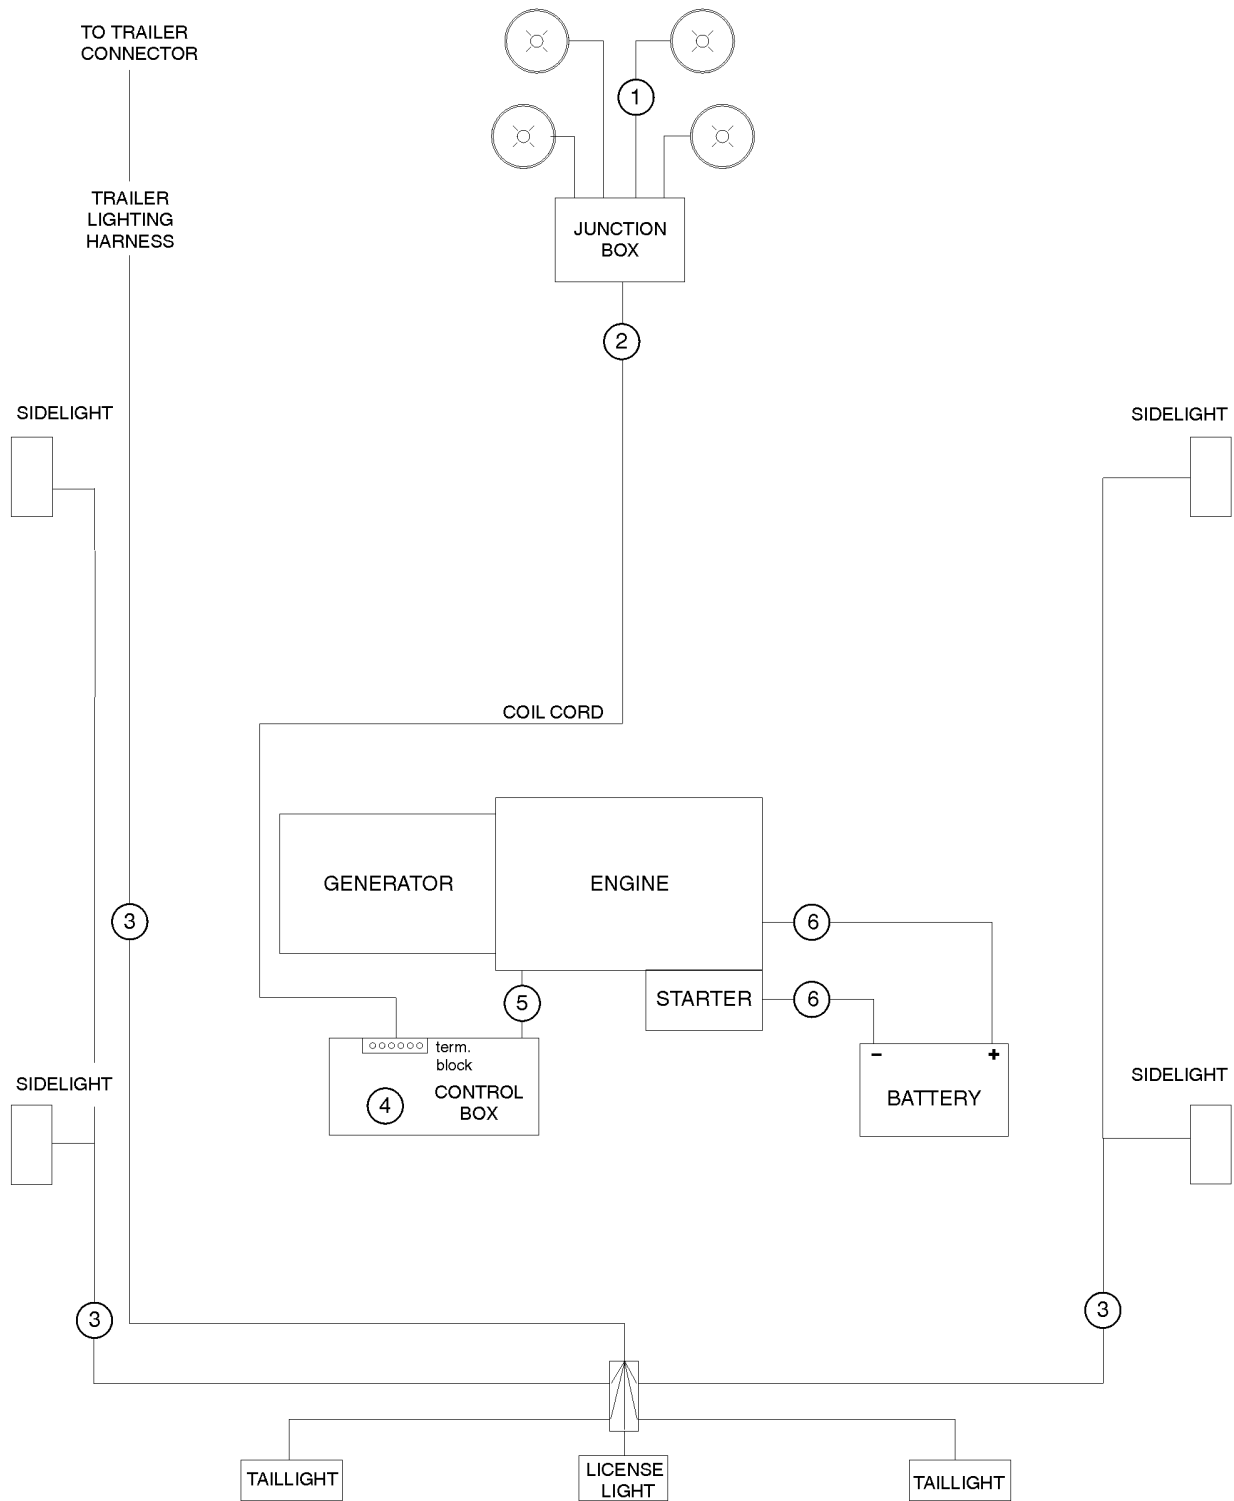 TO TRAILER
CONNECTOR
1
TRAILER
LIGHTING
HARNESS
JUNCTION
BOX
2
SIDELIGHT
SIDELIGHT
COIL CORD
GENERATOR
ENGINE
3
6
5
STARTER
6
term.
block
− +
4
CONTROL
BOX
BATTERY
SIDELIGHT
SIDELIGHT
3
3
TAILLIGHT
LICENSE
LIGHT
TAILLIGHT